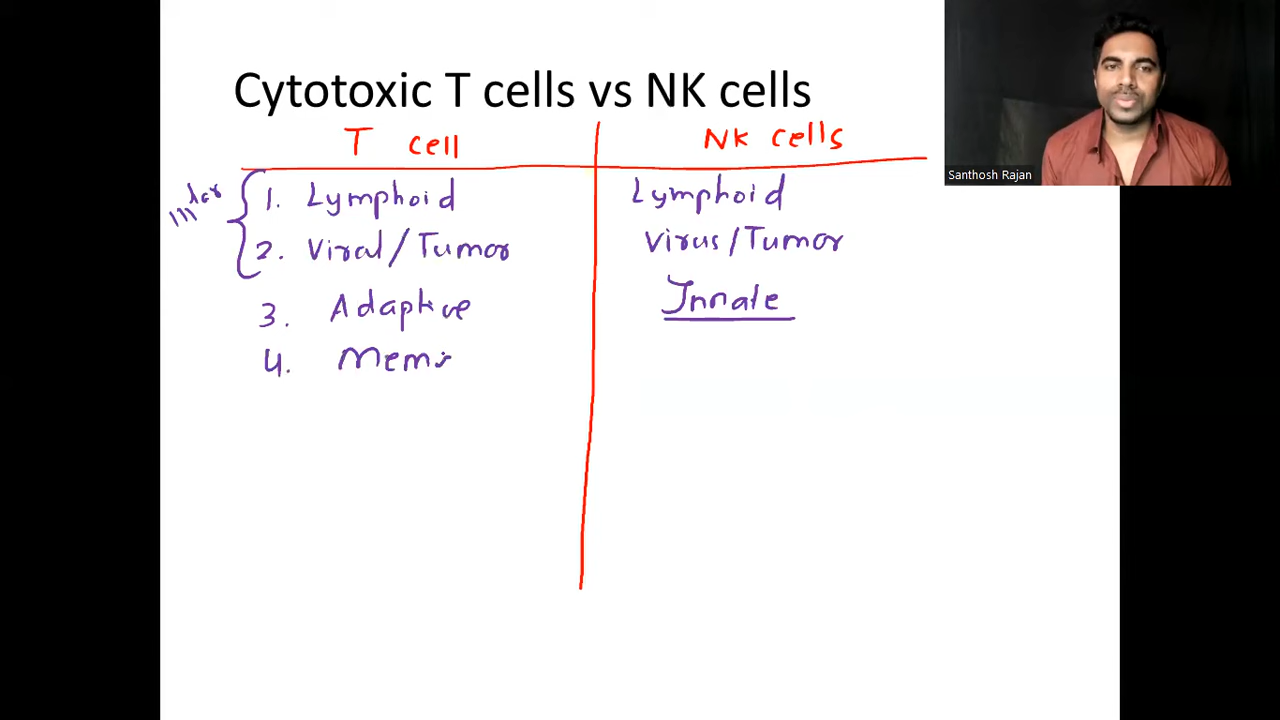 Cytotoxic T cells vs NK cells
T cell NK cells
1. Lymphoid Lymphoid
2. Viral/Tumor Virus/Tumor
3. Adaptive Innate
4. Memo
Santhosh Rajan